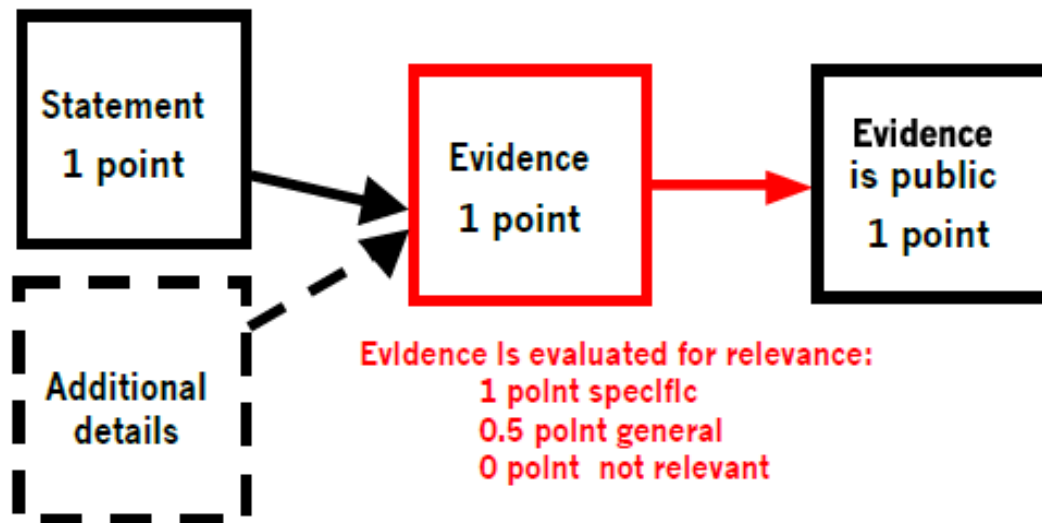 Statement
1 point
Additional
details
Evidence
1 point
Evidence is evaluated for relevance:
1 point specific
0.5 point general
0 point not relevant
Evidence
is public
1 point